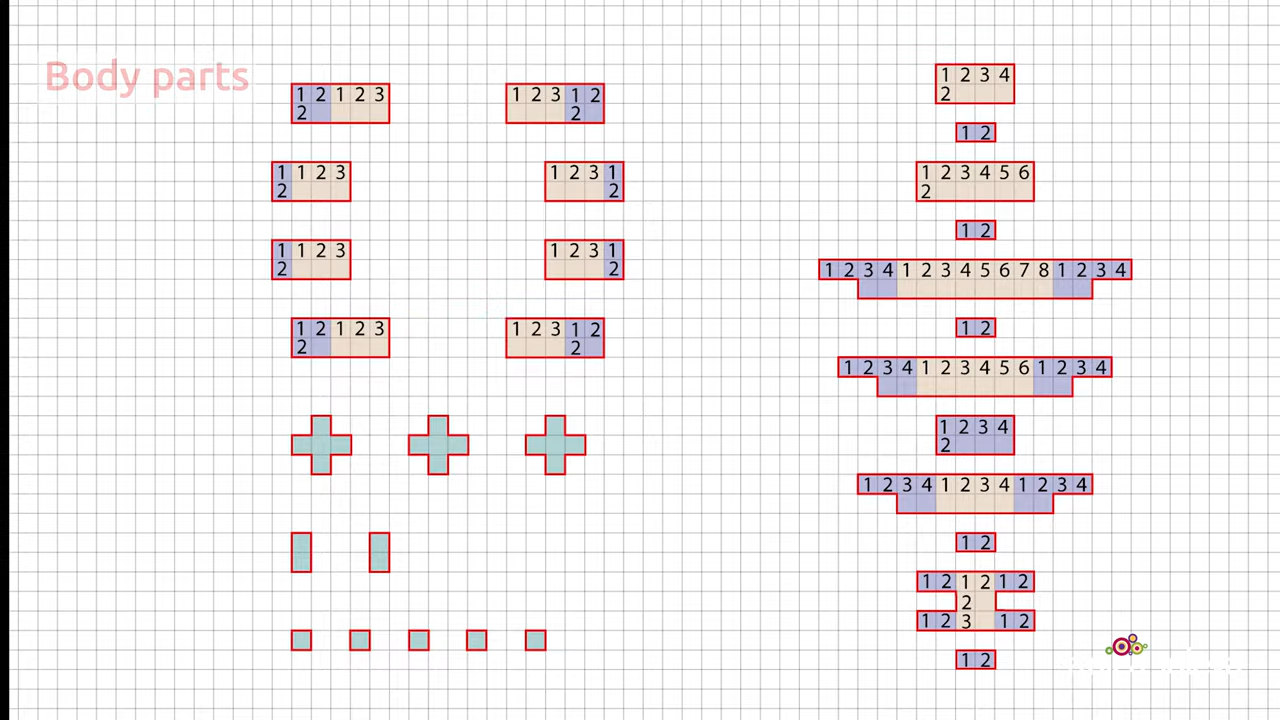 Body parts
1 2 1 2 3
2
1 2 3 1 2
2
1 1 2 3
2
1 2 3 1
2
1 1 2 3
2
1 2 3 1
2
1 2 1 2 3
2
1 2 3 1 2
2
1 2 3 4
2
1 2
1 2 3 4 5 6
2
1 2
1 2 3 4 1 2 3 4 5 6 7 8 1 2 3 4
1 2
1 2 3 4 1 2 3 4 5 6 1 2 3 4
1 2 3 4
2
1 2 3 4 1 2 3 4 1 2 3 4
1 2
1 2 1 2 1 2
2
1 2 3 1 2
1 2